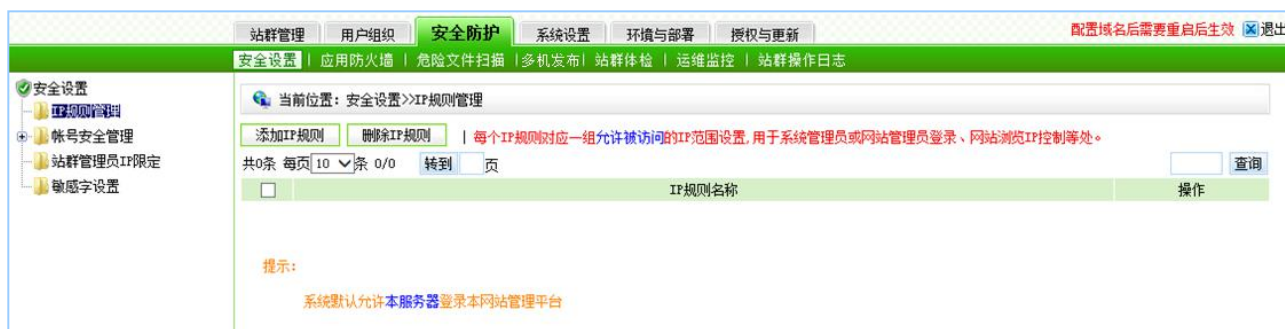 站群管理 用户组织 安全防护 系统设置 环境与部署 授权与更新 配置域名后需要重启后生效 退出
安全设置 | 应用防火墙 | 危险文件扫描 |多机发布| 站群体检 | 运维监控 | 站群操作日志
安全设置
IP规则管理
帐号安全管理
站群管理员IP限定
敏感字设置
当前位置：安全设置>>IP规则管理
添加IP规则 删除IP规则 | 每个IP规则对应一组允许被访问的IP范围设置,用于系统管理员或网站管理员登录、网站浏览IP控制等处。
共0条 每页 10 条 0/0 转到 页 查询
IP规则名称 操作
提示：
系统默认允许本服务器登录本网站管理平台